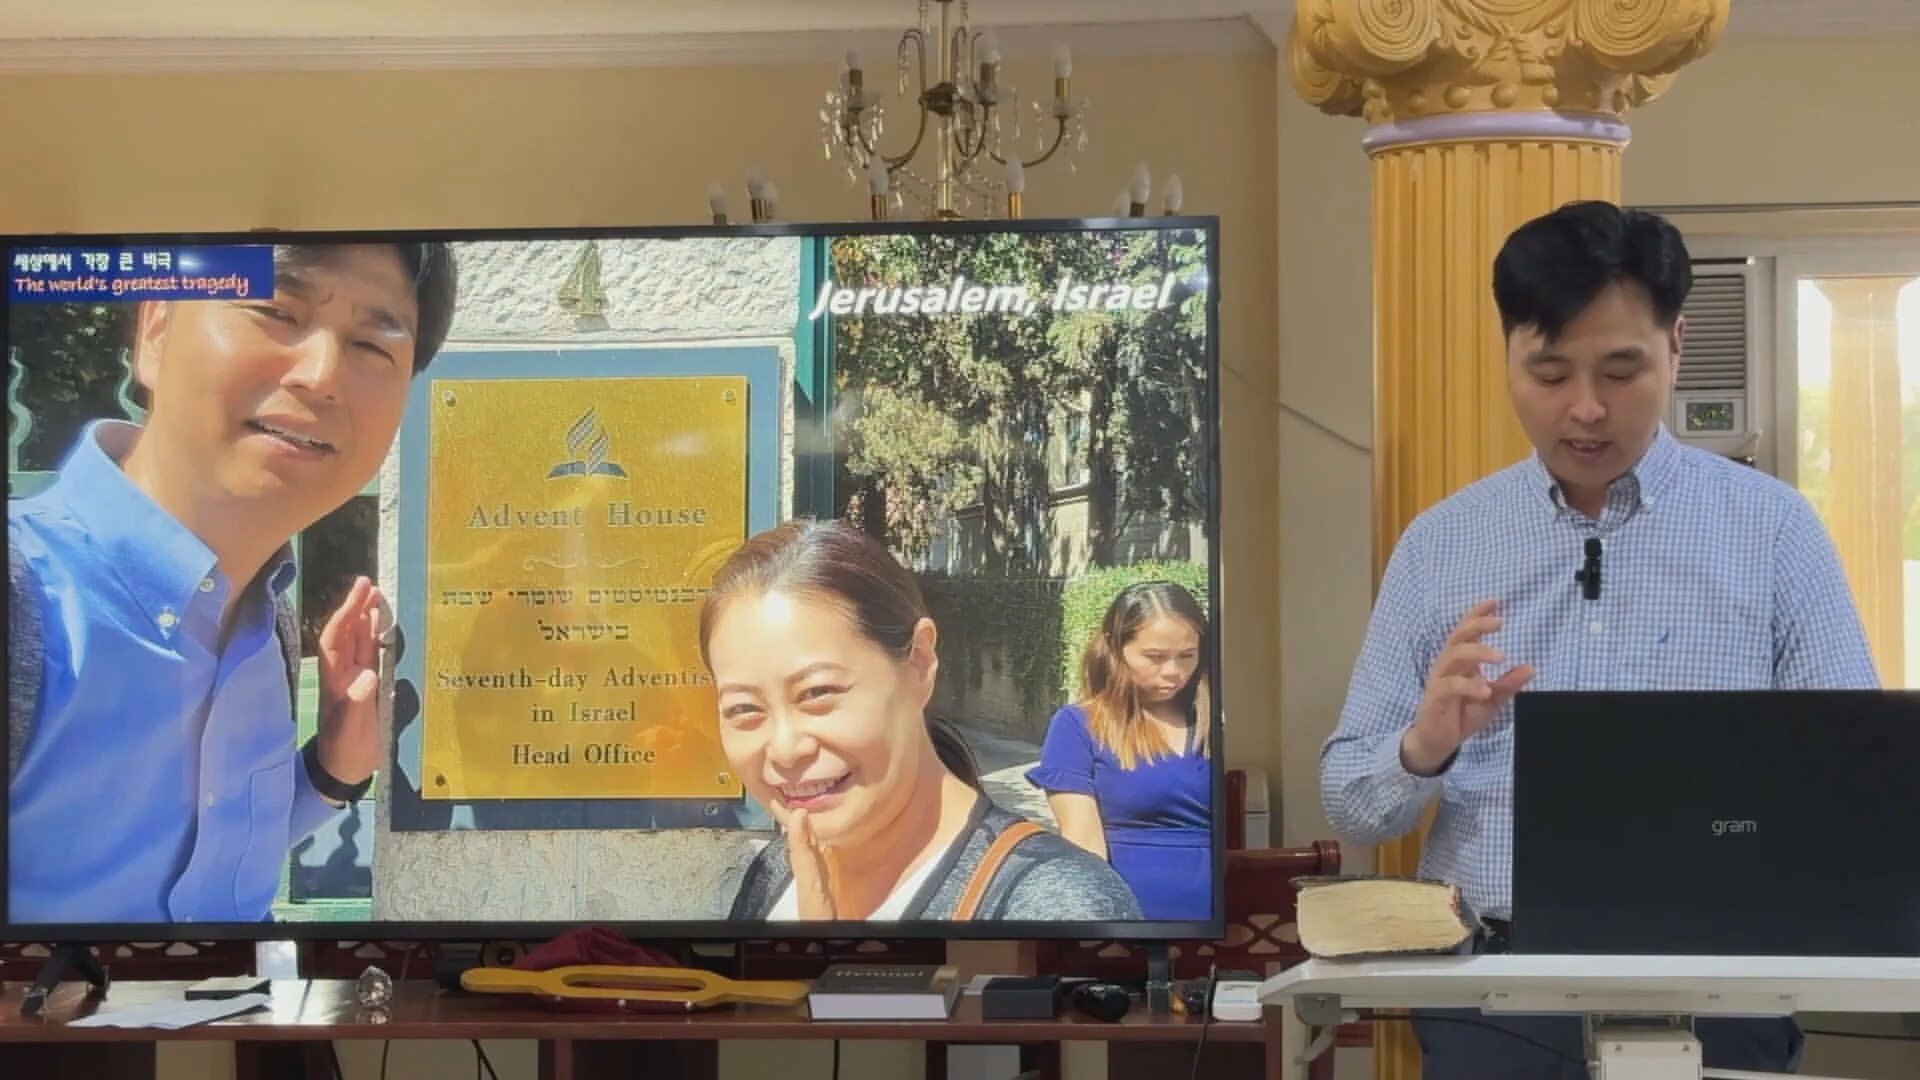 세상에서 가장 큰 비극
The world's greatest tragedy
Jerusalem, Israel
Advent House
שומרי שבת
בישראל
Seventh-day Adventis
in Israel
Head Office
gram
Hymnal